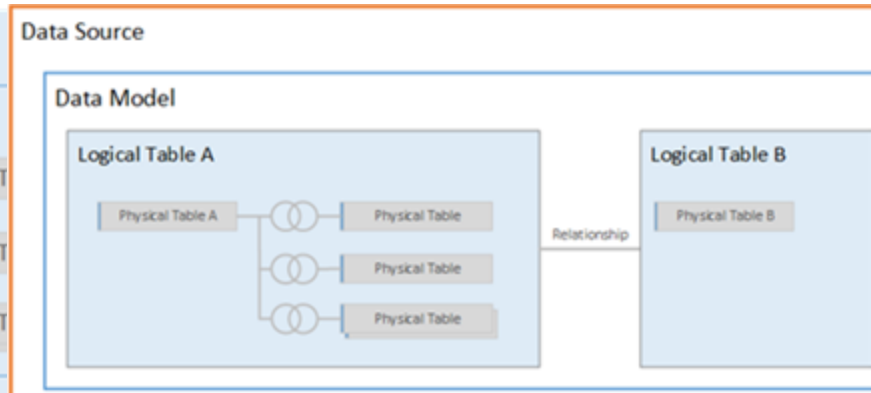 Data Source
Data Model
Logical Table A
Physical Table A
Physical Table
Physical Table
Physical Table
Relationship
Logical Table B
Physical Table B
T
T
T